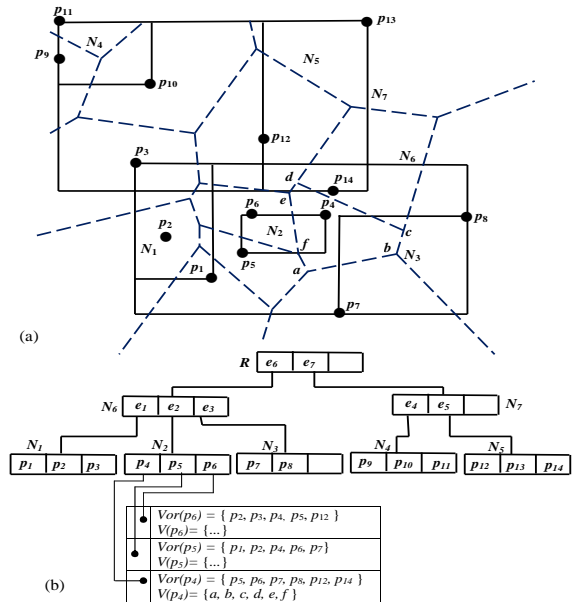 p11
p13
N4
p9
N5
p10
N7
p12
p3
N6
d
p14
e
p6
p4
p8
p2
N2
c
N1
f
b
p5
N3
p1
a
p7
(a)
R e6 e7
N6 e1 e2 e3 e4 e5 N7
N1 N2 N3 N4 N5
p1 p2 p3 p4 p5 p6 p7 p8 p9 p10 p11 p12 p13 p14
Vor(p6) = { p2, p3, p4, p5, p12 }
V(p6)= {...}
Vor(p5) = { p1, p2, p4, p6, p7}
V(p5)= {...}
Vor(p4) = { p5, p6, p7, p8, p12, p14 }
(b) V(p4)= {a, b, c, d, e, f }